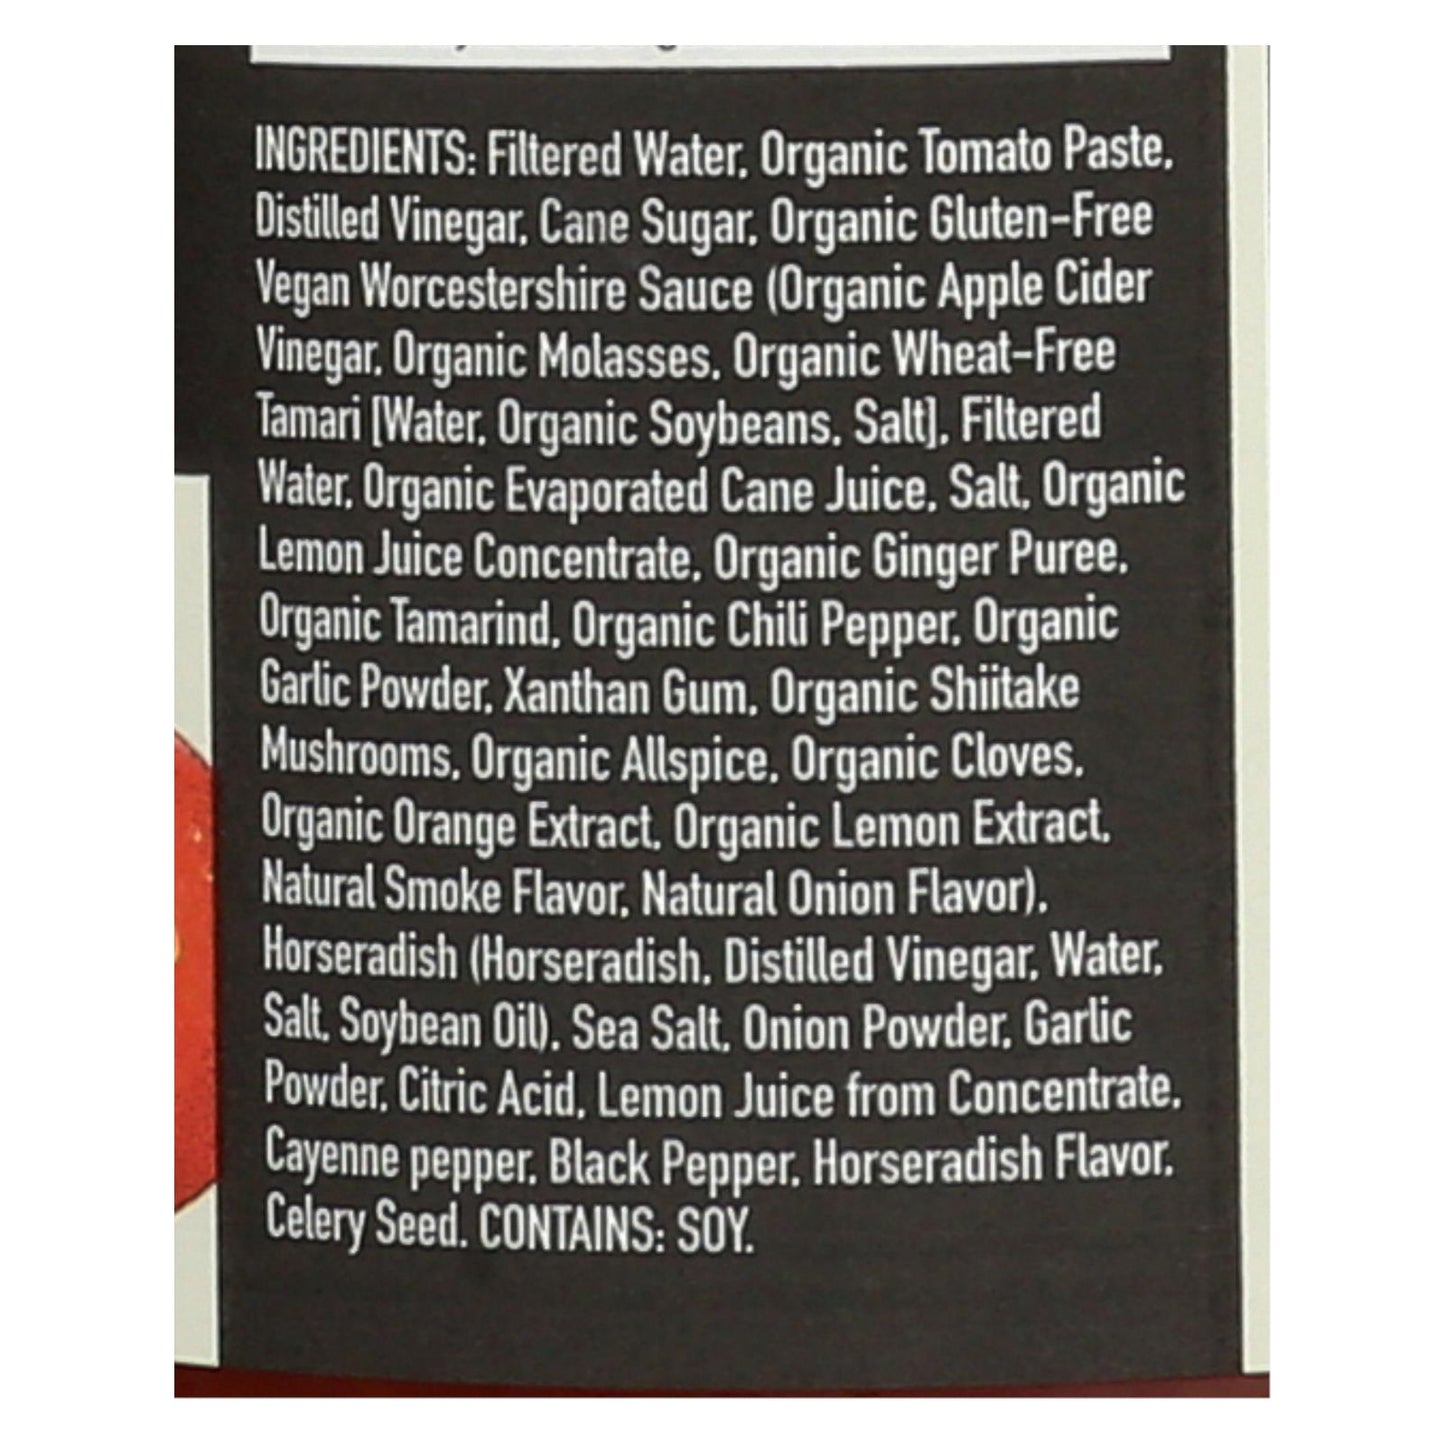 INGREDIENTS: Filtered Water, Organic Tomato Paste,
Distilled Vinegar, Cane Sugar, Organic Gluten-Free
Vegan Worcestershire Sauce (Organic Apple Cider
Vinegar, Organic Molasses, Organic Wheat-Free
Tamari [Water, Organic Soybeans, Salt], Filtered
Water, Organic Evaporated Cane Juice, Salt, Organic
Lemon Juice Concentrate, Organic Ginger Puree,
Organic Tamarind, Organic Chili Pepper, Organic
Garlic Powder, Xanthan Gum, Organic Shiitake
Mushrooms, Organic Allspice, Organic Cloves,
Organic Orange Extract, Organic Lemon Extract,
Natural Smoke Flavor, Natural Onion Flavor),
Horseradish (Horseradish, Distilled Vinegar, Water,
Salt, Soybean Oil), Sea Salt, Onion Powder, Garlic
Powder, Citric Acid, Lemon Juice from Concentrate,
Cayenne pepper, Black Pepper, Horseradish Flavor,
Celery Seed. CONTAINS: SOY.